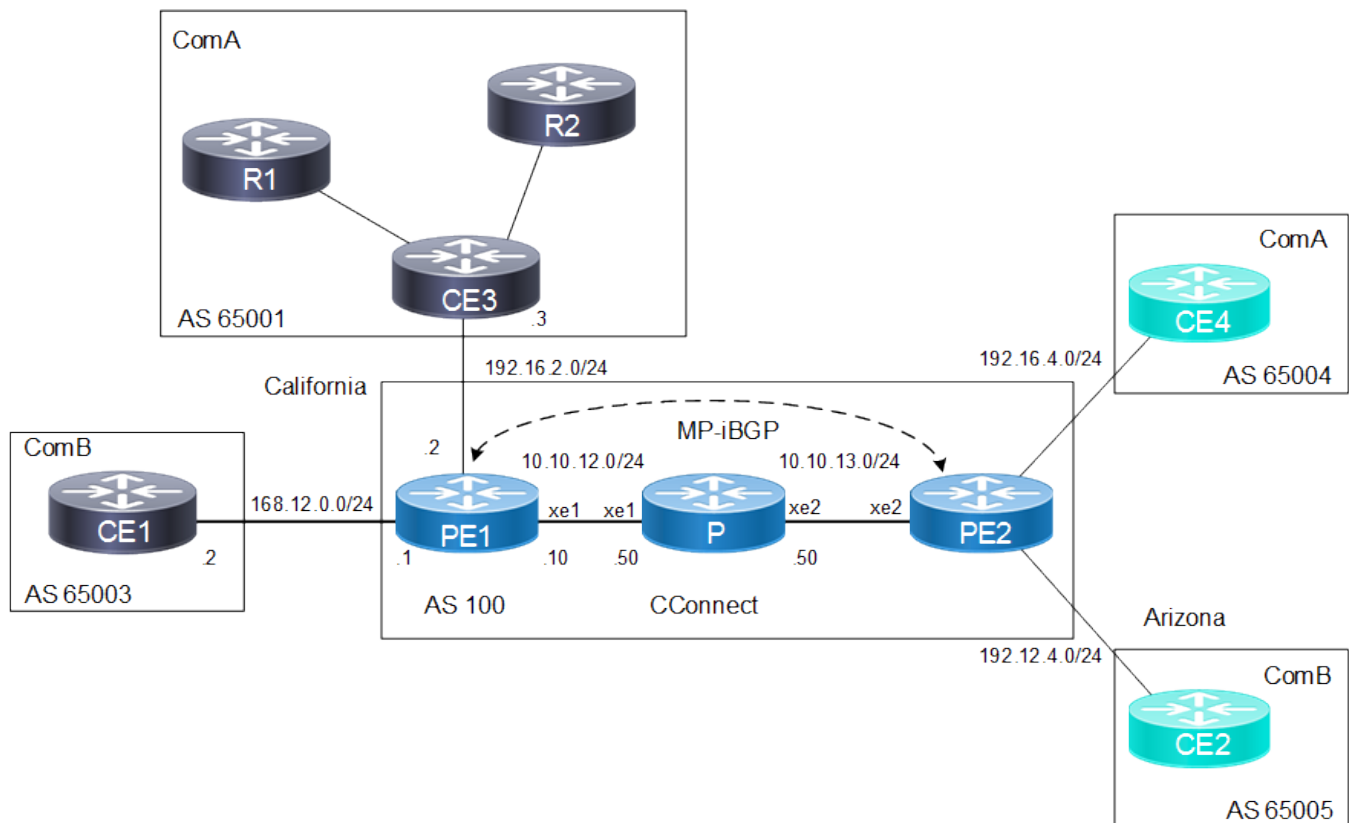 ComA
R2
R1
CE3
AS 65001
.3
192.16.2.0/24
California
ComA
CE4
192.16.4.0/24
AS 65004
MP-iBGP
.2
10.10.12.0/24
10.10.13.0/24
ComB
CE1
168.12.0.0/24
.2
AS 65003
PE1
xe1
xe1
P
xe2
xe2
PE2
.1
.10
.50
.50
AS 100
CConnect
Arizona
192.12.4.0/24
ComB
CE2
AS 65005